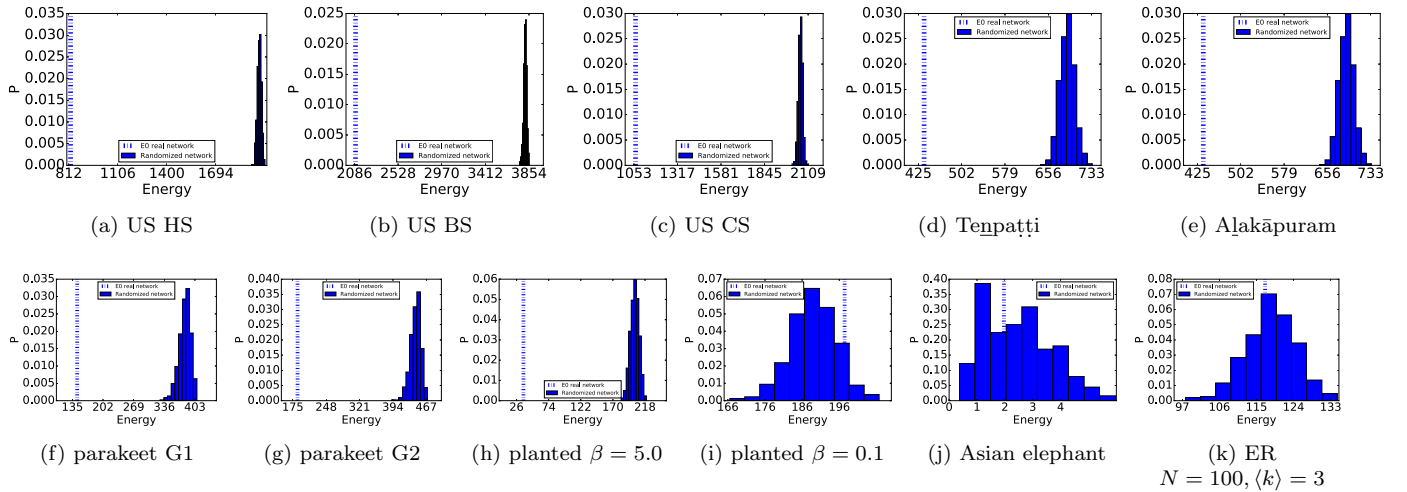 0.035
0.030
0.025
0.020
0.015
0.010
0.005
0.000
P
E0 real network
Randomized network
812 1106 1400 1694
Energy
(a) US HS
0.025
0.020
0.015
0.010
0.005
0.000
P
E0 real network
Randomized network
2086 2528 2970 3412 3854
Energy
(b) US BS
0.030
0.025
0.020
0.015
0.010
0.005
0.000
P
E0 real network
Randomized network
1053 1317 1581 1845 2109
Energy
(c) US CS
0.030
0.025
0.020
0.015
0.010
0.005
0.000
P
E0 real network
Randomized network
425 502 579 656 733
Energy
(d) Teṉpaṭṭi
0.030
0.025
0.020
0.015
0.010
0.005
0.000
P
E0 real network
Randomized network
425 502 579 656 733
Energy
(e) Aḻakāpuram
0.035
0.030
0.025
0.020
0.015
0.010
0.005
0.000
P
E0 real network
Randomized network
135 202 269 336 403
Energy
(f) parakeet G1
0.040
0.035
0.030
0.025
0.020
0.015
0.010
0.005
0.000
P
E0 real network
Randomized network
175 248 321 394 467
Energy
(g) parakeet G2
0.06
0.05
0.04
0.03
0.02
0.01
0.00
P
E0 real network
Randomized network
26 74 122 170 218
Energy
(h) planted β = 5.0
0.07
0.06
0.05
0.04
0.03
0.02
0.01
0.00
P
E0 real network
Randomized network
166 176 186 196
Energy
(i) planted β = 0.1
0.40
0.35
0.30
0.25
0.20
0.15
0.10
0.05
0.00
P
E0 real network
Randomized network
0 1 2 3 4
Energy
(j) Asian elephant
0.08
0.07
0.06
0.05
0.04
0.03
0.02
0.01
0.00
P
E0 real network
Randomized network
97 106 115 124 133
Energy
(k) ER
N = 100, ⟨k⟩ = 3